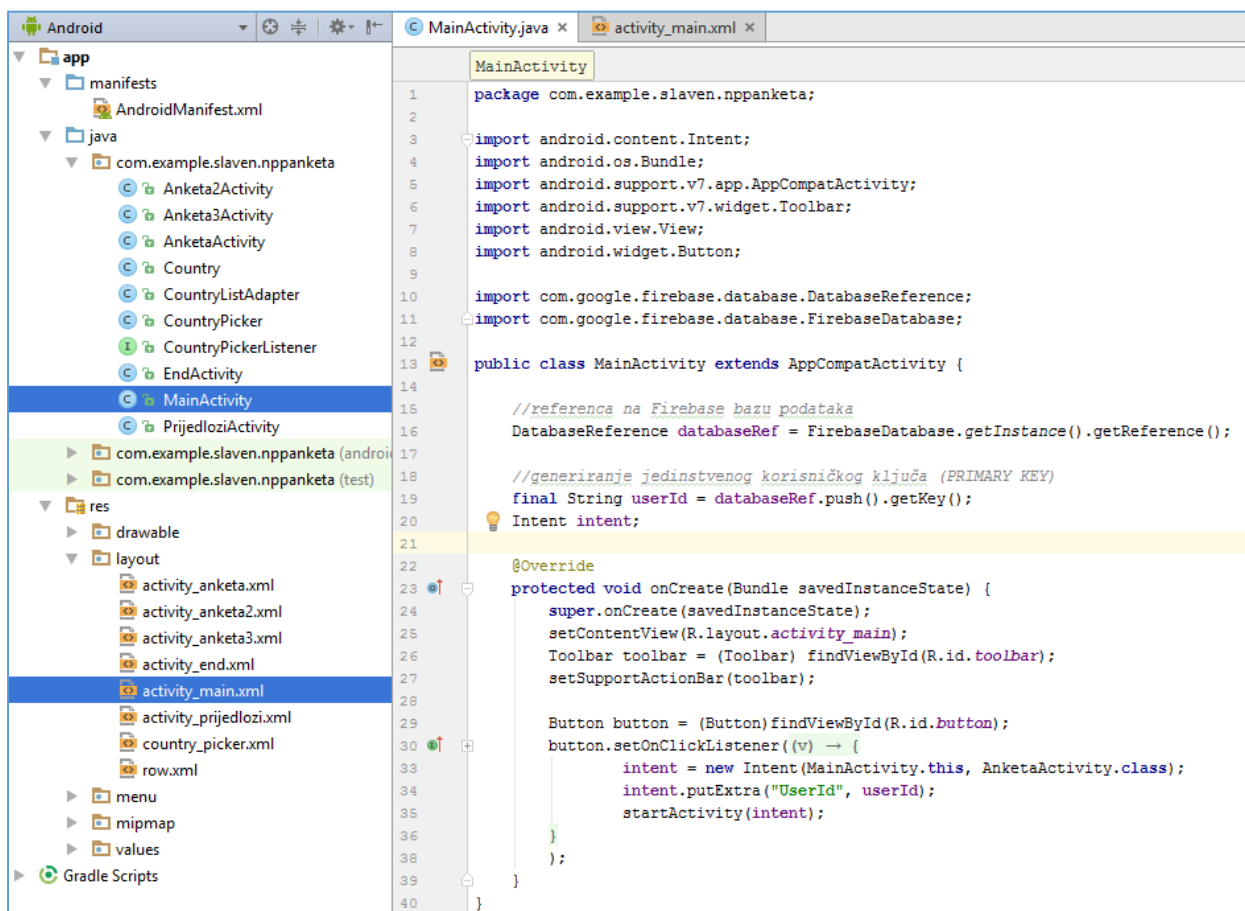 Android
MainActivity.java ×
activity_main.xml ×
app
manifests
AndroidManifest.xml
java
com.example.slaven.nppanketa
Anketa2Activity
Anketa3Activity
AnketaActivity
Country
CountryListAdapter
CountryPicker
CountryPickerListener
EndActivity
MainActivity
PrijedloziActivity
com.example.slaven.nppanketa (androi
com.example.slaven.nppanketa (test)
res
drawable
layout
activity_anketa.xml
activity_anketa2.xml
activity_anketa3.xml
activity_end.xml
activity_main.xml
activity_prijedlozi.xml
country_picker.xml
row.xml
menu
mipmap
values
Gradle Scripts
MainActivity
1 package com.example.slaven.nppanketa;
2
3 import android.content.Intent;
4 import android.os.Bundle;
5 import android.support.v7.app.AppCompatActivity;
6 import android.support.v7.widget.Toolbar;
7 import android.view.View;
8 import android.widget.Button;
9
10 import com.google.firebase.database.DatabaseReference;
11 import com.google.firebase.database.FirebaseDatabase;
12
13 public class MainActivity extends AppCompatActivity {
14
15 //referenca na Firebase bazu podataka
16 DatabaseReference databaseRef = FirebaseDatabase.getInstance().getReference();
17
18 //generiranje jedinstvenog korisničkog ključa (PRIMARY KEY)
19 final String userId = databaseRef.push().getKey();
20 Intent intent;
21
22 @Override
23 protected void onCreate(Bundle savedInstanceState) {
24 super.onCreate(savedInstanceState);
25 setContentView(R.layout.activity_main);
26 Toolbar toolbar = (Toolbar) findViewById(R.id.toolbar);
27 setSupportActionBar(toolbar);
28
29 Button button = (Button)findViewById(R.id.button);
30 button.setOnClickListener((v) → {
33 intent = new Intent(MainActivity.this, AnketaActivity.class);
34 intent.putExtra("UserId", userId);
35 startActivity(intent);
36 }
38 );
39 }
40 }